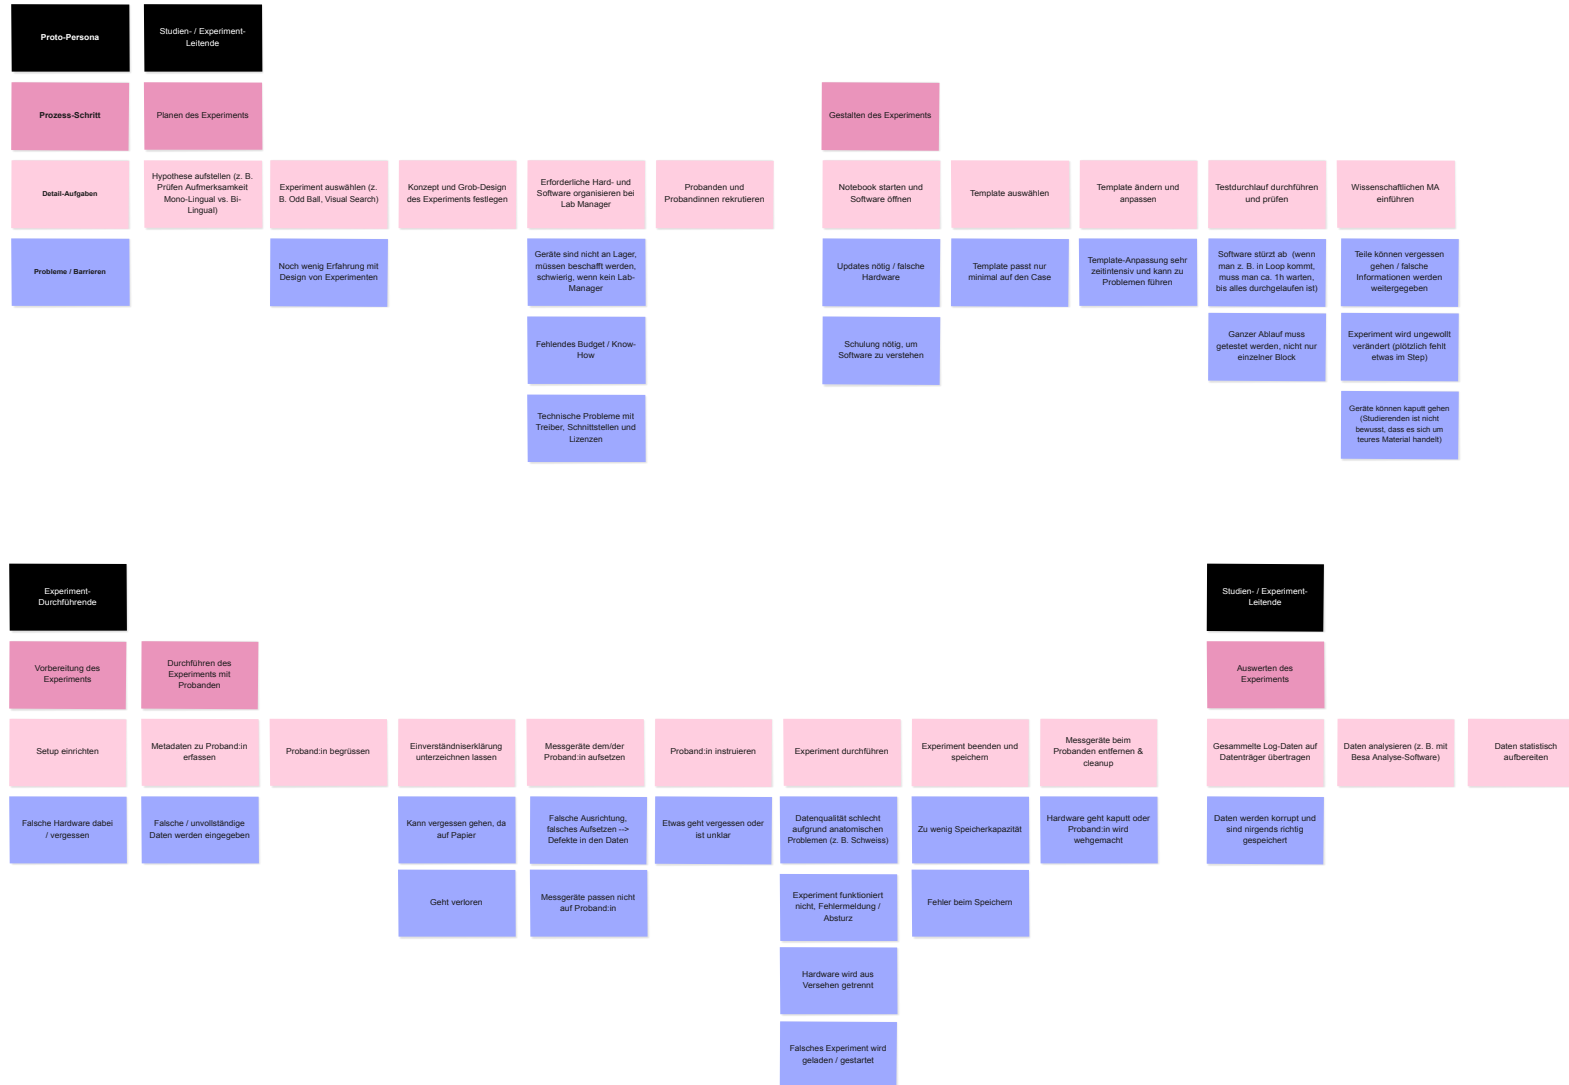 Proto-Persona
Studien- / Experiment-
Leitende
Prozess-Schritt
Planen des Experiments
Gestalten des Experiments
Detail-Aufgaben
Hypothese aufstellen (z. B.
Prüfen Aufmerksamkeit
Mono-Lingual vs. Bi-
Lingual)
Experiment auswählen (z.
B. Odd Ball, Visual Search)
Konzept und Grob-Design
des Experiments festlegen
Erforderliche Hard- und
Software organisieren bei
Lab Manager
Probanden und
Probandinnen rekrutieren
Notebook starten und
Software öffnen
Template auswählen
Template ändern und
anpassen
Testdurchlauf durchführen
und prüfen
Wissenschaftlichen MA
einführen
Probleme / Barrieren
Noch wenig Erfahrung mit
Design von Experimenten
Geräte sind nicht an Lager,
müssen beschafft werden,
schwierig, wenn kein Lab-
Manager
Updates nötig / falsche
Hardware
Template passt nur
minimal auf den Case
Template-Anpassung sehr
zeitintensiv und kann zu
Problemen führen
Software stürzt ab  (wenn
man z. B. in Loop kommt,
muss man ca. 1h warten,
bis alles durchgelaufen ist)
Teile können vergessen
gehen / falsche
Informationen werden
weitergegeben
Fehlendes Budget / Know-
How
Schulung nötig, um
Software zu verstehen
Ganzer Ablauf muss
getestet werden, nicht nur
einzelner Block
Experiment wird ungewollt
verändert (plötzlich fehlt
etwas im Step)
Technische Probleme mit
Treiber, Schnittstellen und
Lizenzen
Geräte können kaputt gehen
(Studierenden ist nicht
bewusst, dass es sich um
teures Material handelt)
Experiment-
Durchführende
Studien- / Experiment-
Leitende
Vorbereitung des
Experiments
Durchführen des
Experiments mit
Probanden
Auswerten des
Experiments
Setup einrichten
Metadaten zu Proband:in
erfassen
Proband:in begrüssen
Einverständniserklärung
unterzeichnen lassen
Messgeräte dem/der
Proband:in aufsetzen
Proband:in instruieren
Experiment durchführen
Experiment beenden und
speichern
Messgeräte beim
Probanden entfernen &
cleanup
Gesammelte Log-Daten auf
Datenträger übertragen
Daten analysieren (z. B. mit
Besa Analyse-Software)
Daten statistisch
aufbereiten
Falsche Hardware dabei
/ vergessen
Falsche / unvollständige
Daten werden eingegeben
Kann vergessen gehen, da
auf Papier
Falsche Ausrichtung,
falsches Aufsetzen -->
Defekte in den Daten
Etwas geht vergessen oder
ist unklar
Datenqualität schlecht
aufgrund anatomischen
Problemen (z. B. Schweiss)
Zu wenig Speicherkapazität
Hardware geht kaputt oder
Proband:in wird
wehgemacht
Daten werden korrupt und
sind nirgends richtig
gespeichert
Geht verloren
Messgeräte passen nicht
auf Proband:in
Experiment funktioniert
nicht, Fehlermeldung /
Absturz
Fehler beim Speichern
Hardware wird aus
Versehen getrennt
Falsches Experiment wird
geladen / gestartet